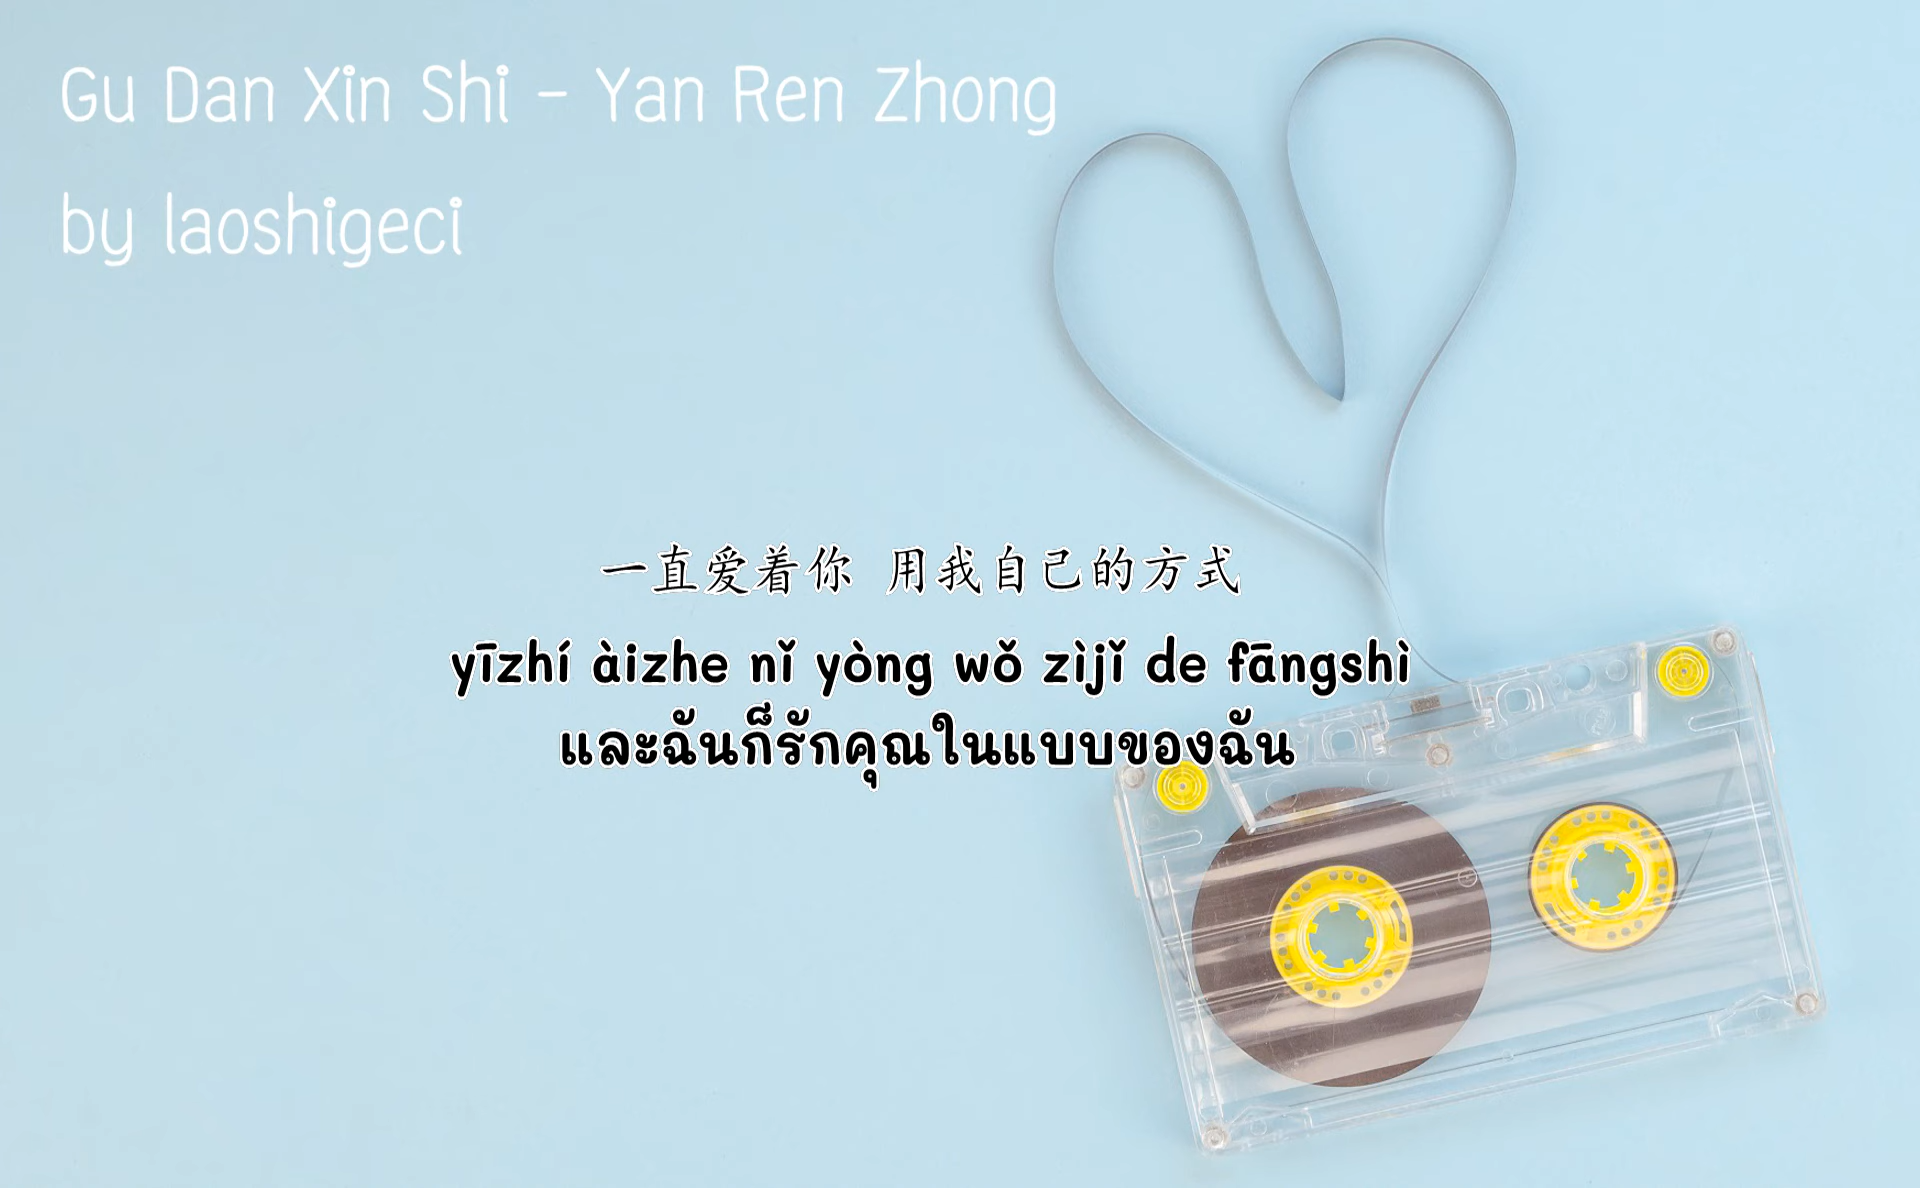 Gu Dan Xin Shi - Yan Ren Zhong
by laoshigeci
一直爱着你 用我自己的方式
yīzhí àizhe nǐ yòng wǒ zìjǐ de fāngshì
และฉันก็รักคุณในแบบของฉัน